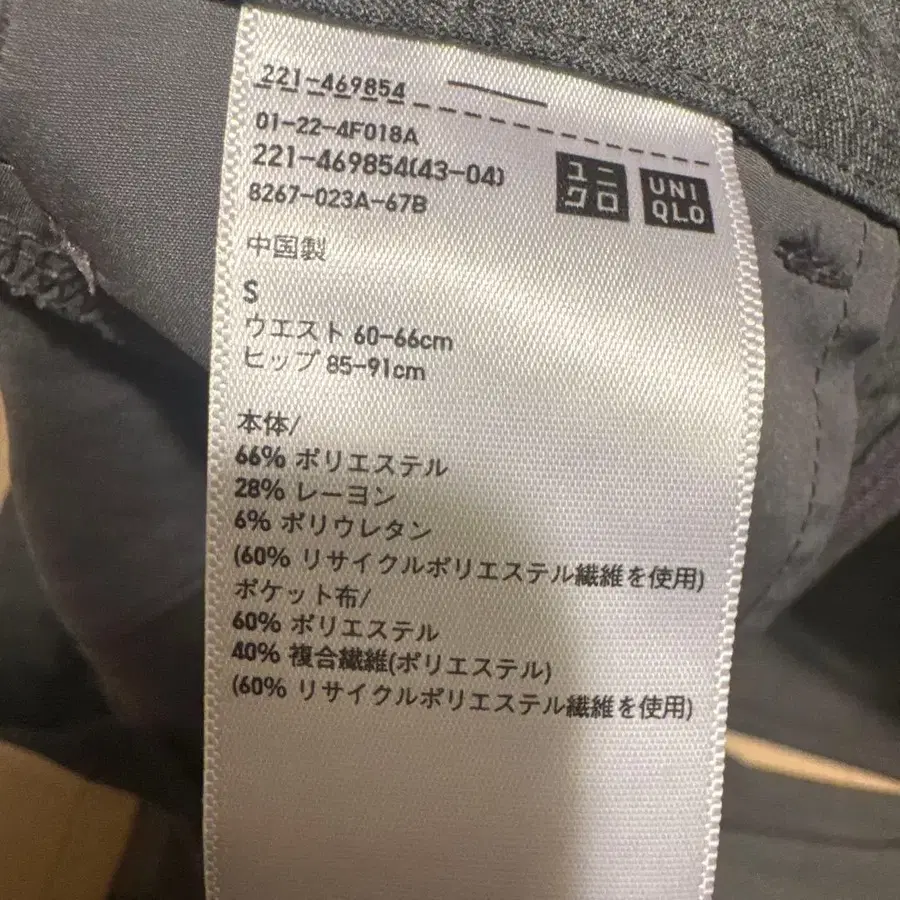 221-469854
01-22-4F018A
221-469854(43-04)
8267-023A-67B
ユニ
クロ
UNI
QLO
中国製
S
ウエスト 60-66cm
ヒップ 85-91cm
本体/
66% ポリエステル
28% レーヨン
6% ポリウレタン
(60% リサイクルポリエステル繊維を使用)
ポケット布/
60% ポリエステル
40% 複合繊維(ポリエステル)
(60% リサイクルポリエステル繊維を使用)